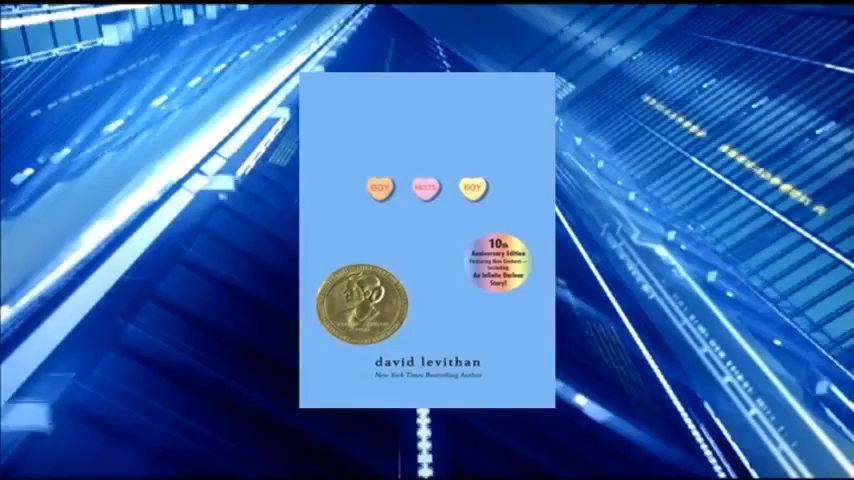 BOY MEETS BOY
10th
Anniversary Edition
Featuring New Content—
Including
An Infinite Darlene
Story!
david levithan
New York Times Bestselling Author